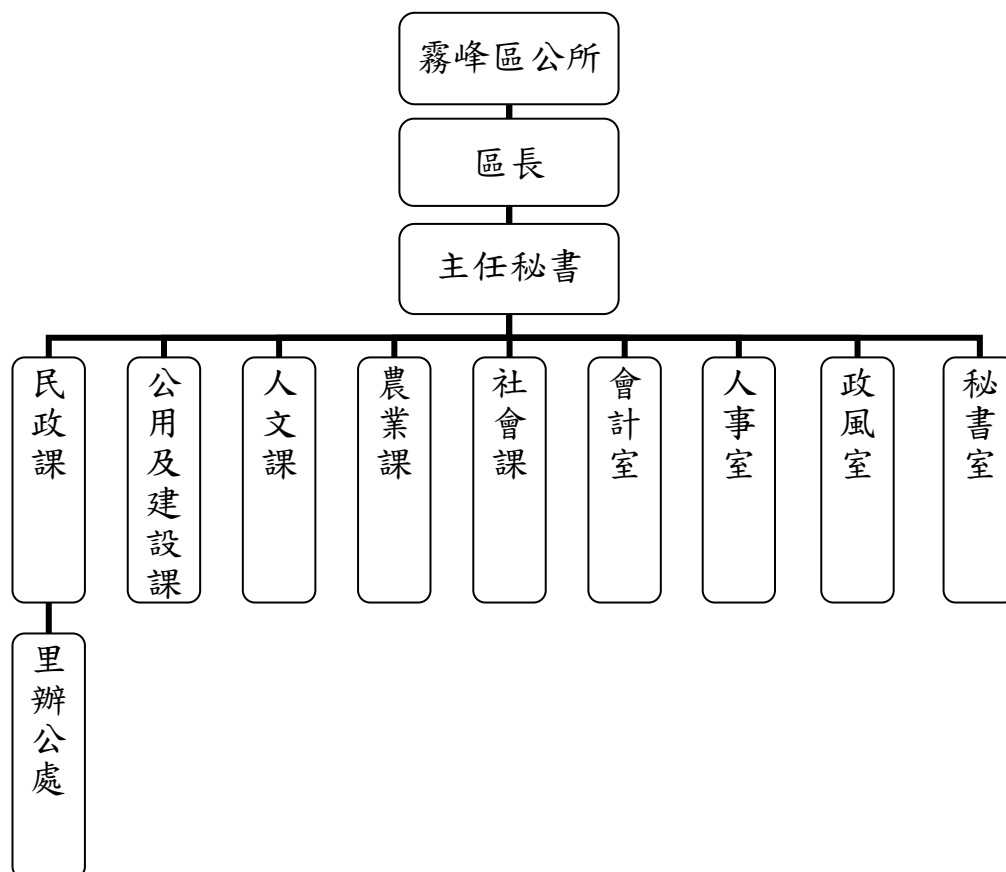 霧峰區公所
區長
主任秘書
民政課
公用及建設課
人文課
農業課
社會課
會計室
人事室
政風室
秘書室
里辦公處